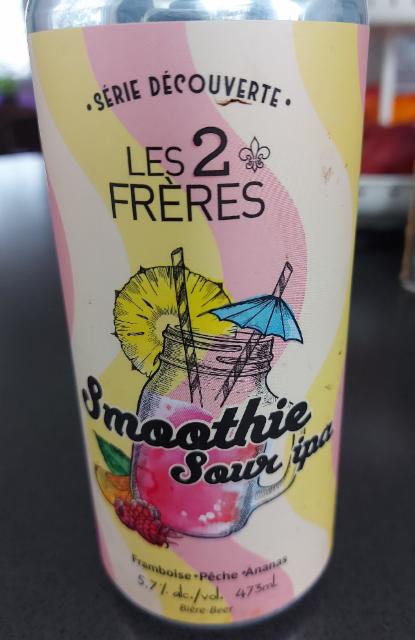 •SÉRIE DÉCOUVERTE•
LES 2
FRÈRES
Smoothie
Sour ipa
Framboise•Pêche•Ananas
5.7% alc./vol. 473mL
Bière-Beer